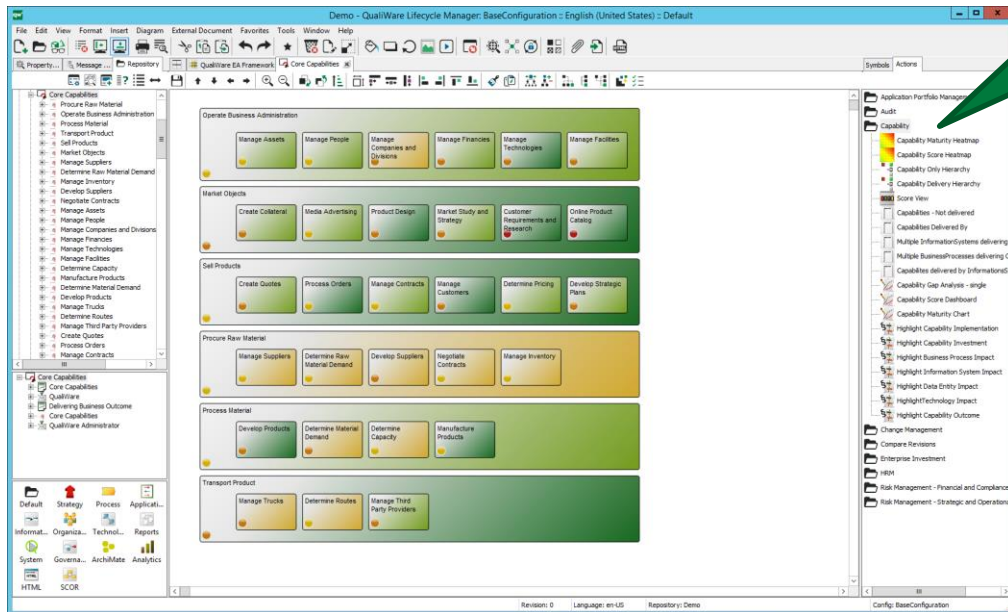 Demo - QualiWare Lifecycle Manager: BaseConfiguration :: English (United States) :: Default
File Edit View Format Insert Diagram External Document Favorites Tools Window Help
Property... Message ... Repository QualiWare EA Framework Core Capabilities
Symbols Actions
Core Capabilities
Procure Raw Material
Operate Business Administration
Process Material
Transport Product
Sell Products
Market Objects
Manage Suppliers
Determine Raw Material Demand
Manage Inventory
Develop Suppliers
Negotiate Contracts
Manage Assets
Manage People
Manage Companies and Divisions
Manage Financies
Manage Technologies
Manage Facilities
Determine Capacity
Manufacture Products
Determine Material Demand
Develop Products
Manage Trucks
Determine Routes
Manage Third Party Providers
Create Quotes
Process Orders
Manage Contracts
Core Capabilities
Core Capabilities
QualiWare
Delivering Business Outcome
Core Capabilities
QualiWare Administrator
Default Strategy Process Applicati...
Informat... Organiza... Technol... Reports
System Governa... ArchiMate Analytics
HTML SCOR
Operate Business Administration
Manage Assets
Manage People
Manage
Companies and
Divisions
Manage Financies
Manage
Technologies
Manage Facilities
Market Objects
Create Collateral
Media Advertising
Product Design
Market Study and
Strategy
Customer
Requirements and
Research
Online Product
Catalog
Sell Products
Create Quotes
Process Orders
Manage Contracts
Manage
Customers
Determine Pricing
Develop Strategic
Plans
Procure Raw Material
Manage Suppliers
Determine Raw
Material Demand
Develop Suppliers
Negotiate
Contracts
Manage Inventory
Process Material
Develop Products
Determine Material
Demand
Determine
Capacity
Manufacture
Products
Transport Product
Manage Trucks
Determine Routes
Manage Third
Party Providers
Application Portfolio Manageme
Audit
Capability
Capability Maturity Heatmap
Capability Score Heatmap
Capability Only Hierarchy
Capability Delivery Hierarchy
Score View
Capabilities - Not delivered
Capabilities Delivered By
Multiple InformationSystems delivering
Multiple BusinessProcesses delivering C
Capabilites delivered by InformationS
Capability Gap Analysis - single
Capability Score Dashboard
Capability Maturity Chart
Highlight Capability Implementation
Highlight Capability Investment
Highlight Business Process Impact
Highlight Information System Impact
Highlight Data Entity Impact
HighlightTechnology Impact
Highlight Capability Outcome
Change Management
Compare Revisions
Enterprise Investment
HRM
Risk Management - Financial and Compliance
Risk Management - Strategic and Operation
Revision: 0 Language: en-US Repository: Demo Config: BaseConfiguration